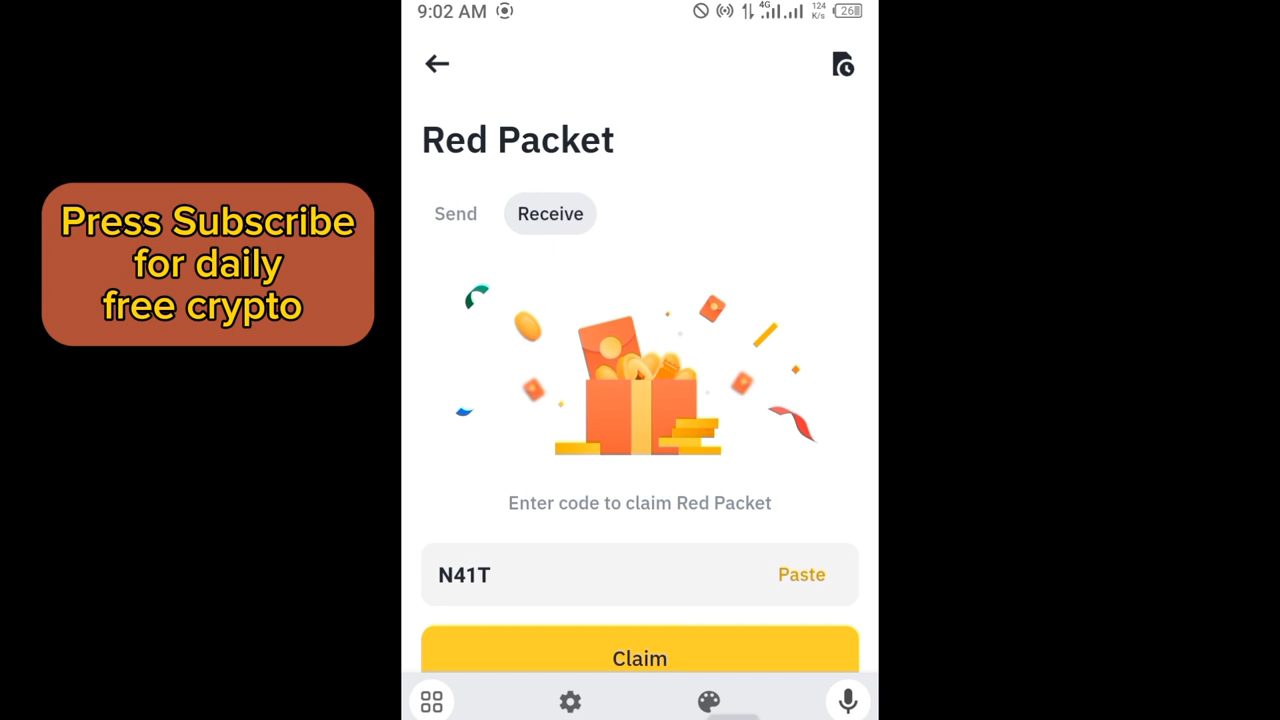 9:02 AM
4G
124
K/s
26
Red Packet
Send
Receive
Press Subscribe
for daily
free crypto
Enter code to claim Red Packet
N41T
Paste
Claim